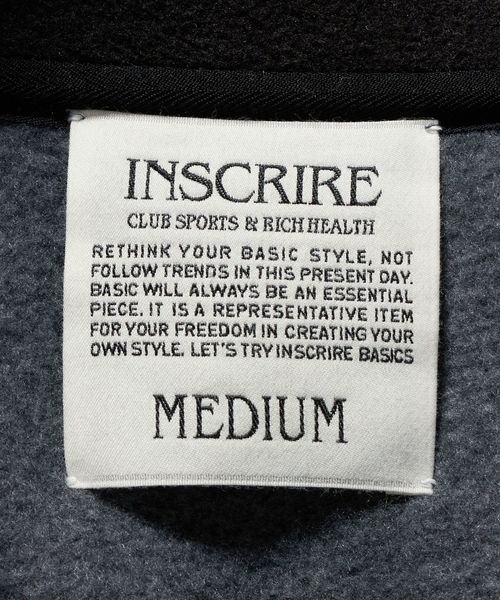 INSCRIRE
CLUB SPORTS & RICH HEALTH
RETHINK YOUR BASIC STYLE, NOT
FOLLOW TRENDS IN THIS PRESENT DAY.
BASIC WILL ALWAYS BE AN ESSENTIAL
PIECE. IT IS A REPRESENTATIVE ITEM
FOR YOUR FREEDOM IN CREATING YOUR
OWN STYLE. LET'S TRY INSCRIRE BASICS
MEDIUM